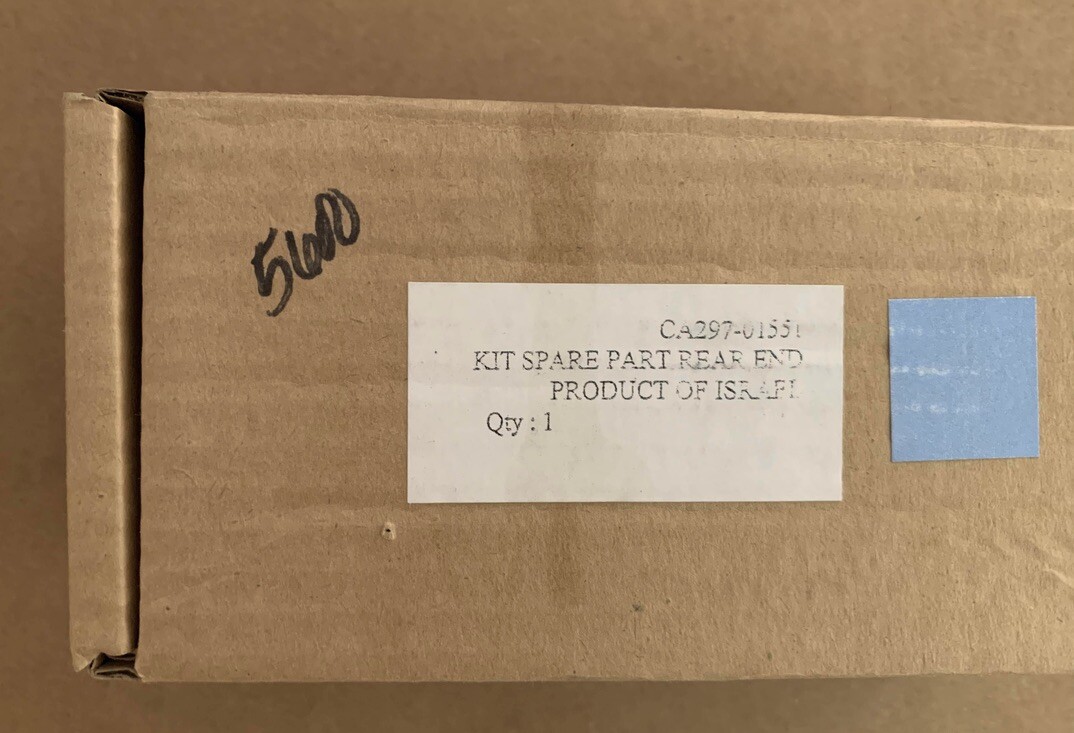 5600
CA297-01551
KIT SPARE PART REAR END
PRODUCT OF ISRAEL
Qty : 1